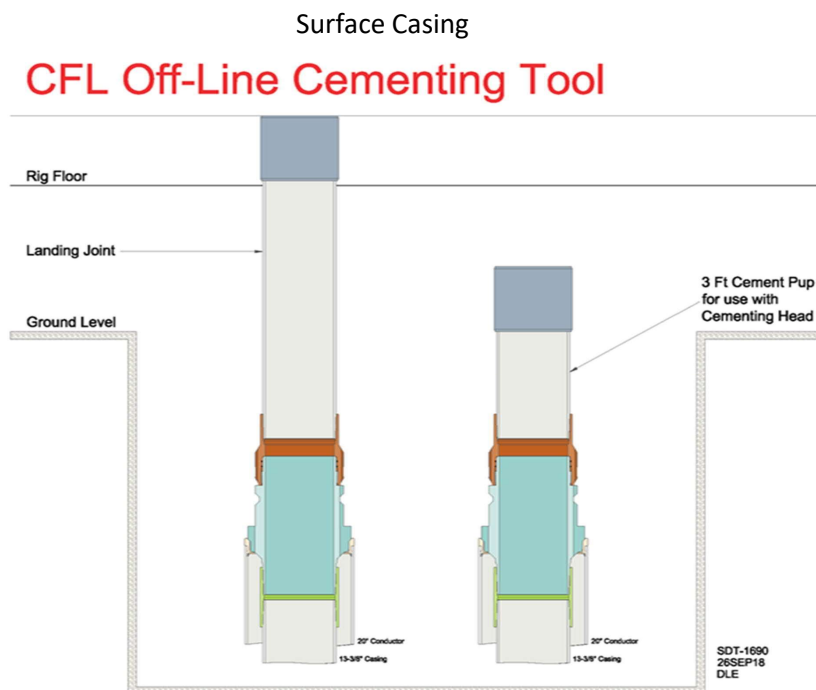 Surface Casing
CFL Off-Line Cementing Tool
Rig Floor
Landing Joint
3 Ft Cement Pup
for use with
Cementing Head
Ground Level
20" Conductor
13-3/8" Casing
20" Conductor
13-3/8" Casing
SDT-1690
26SEP18
DLE